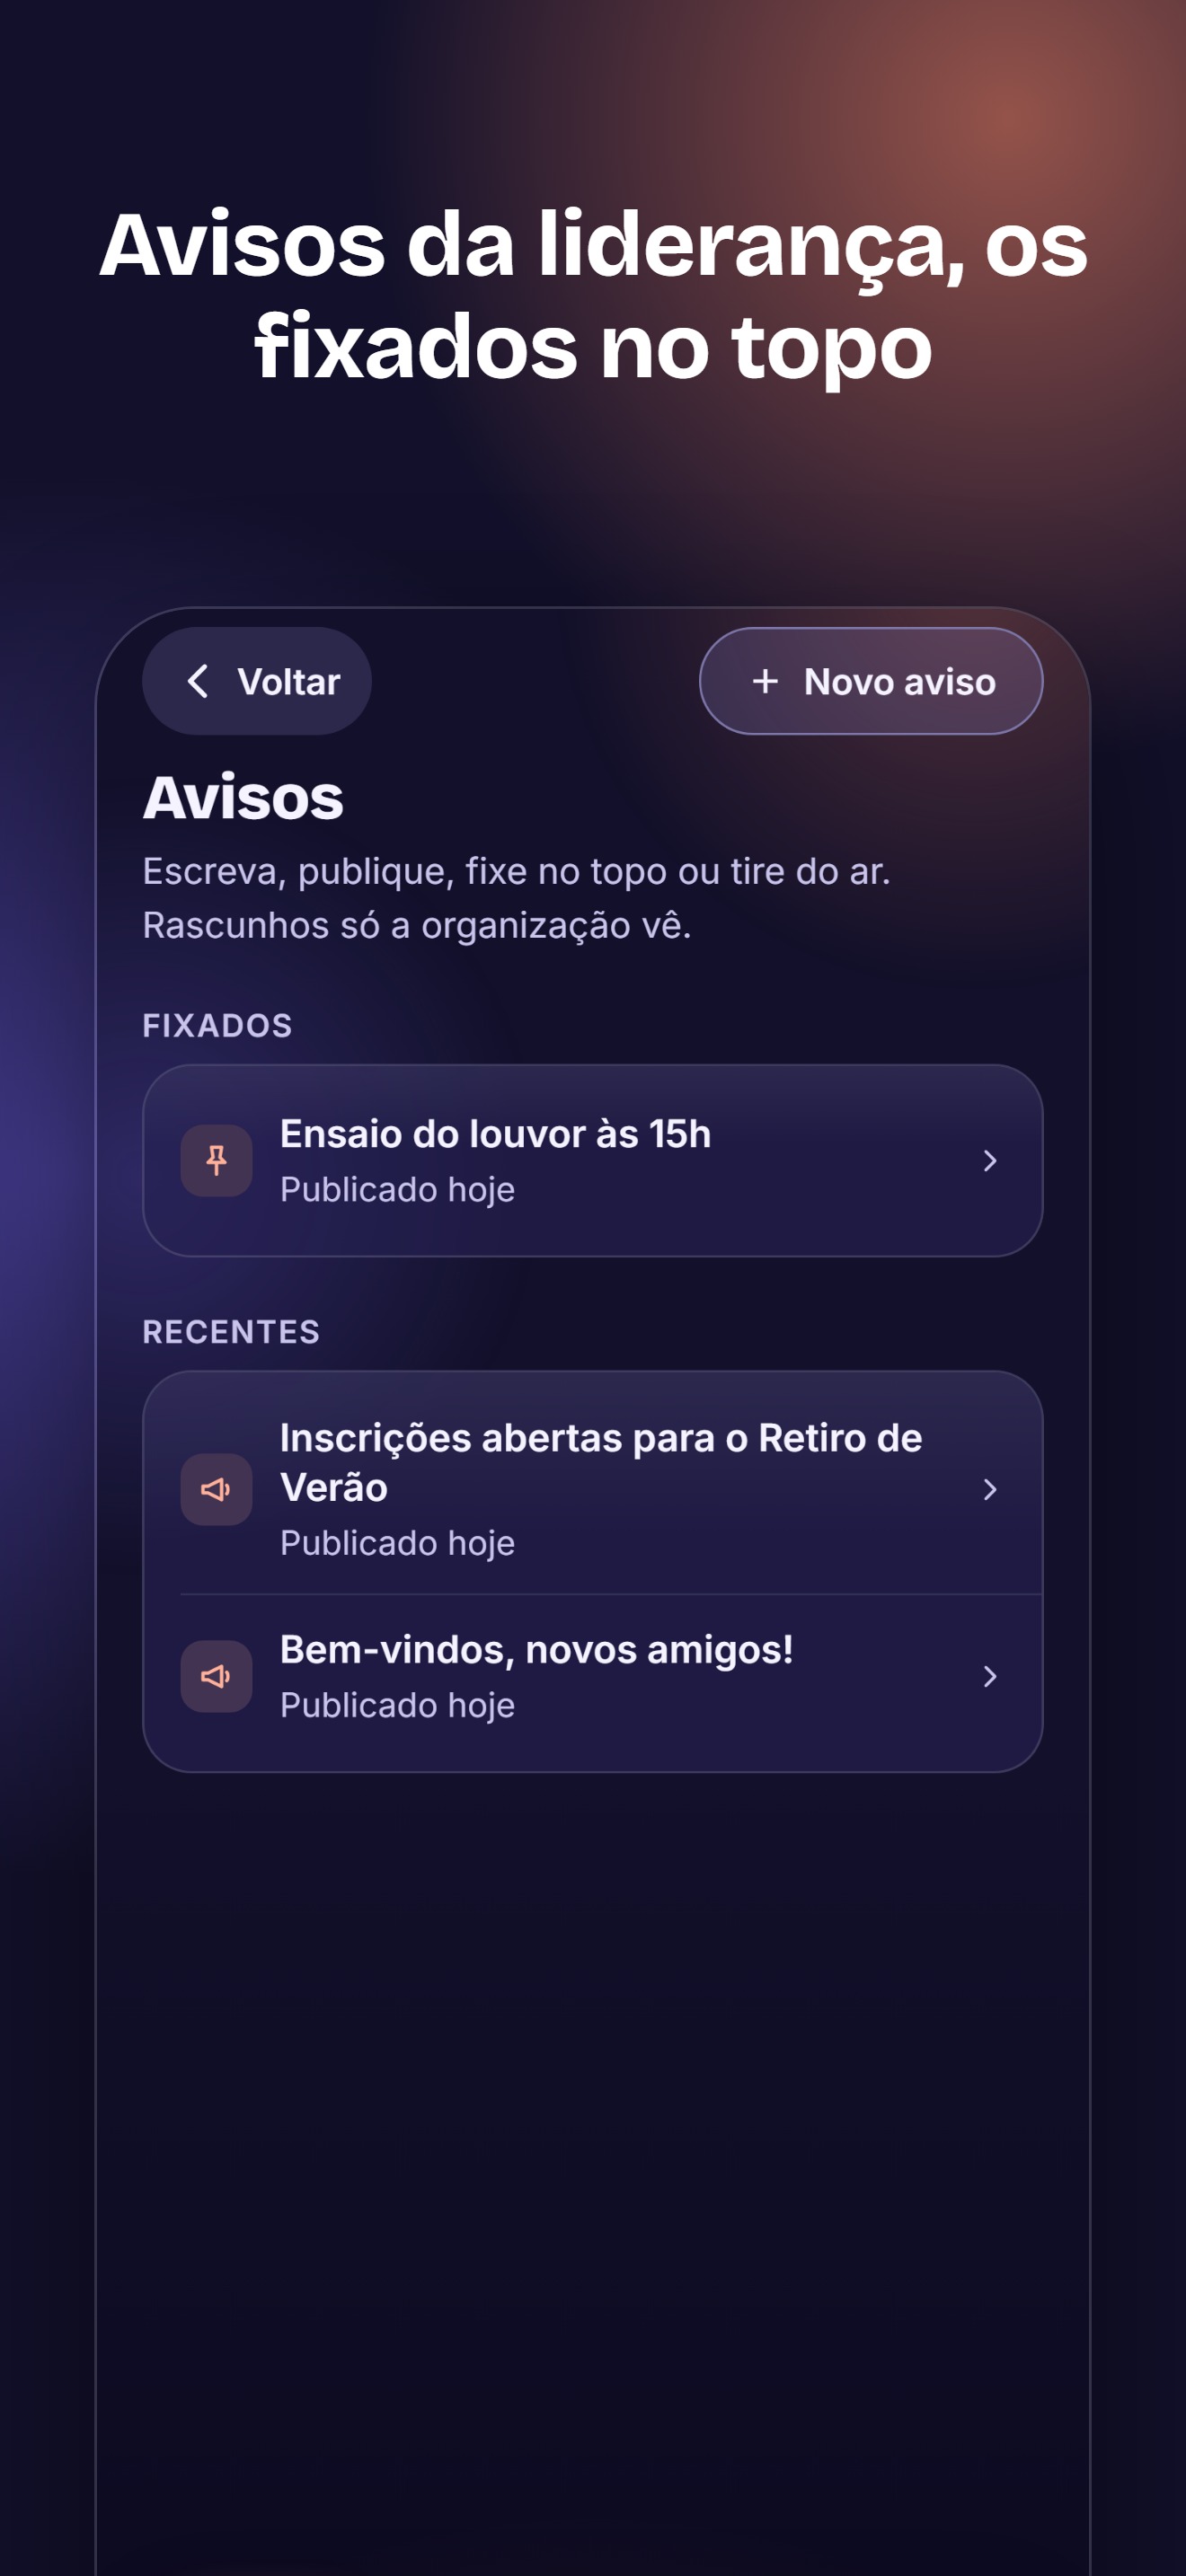 Avisos da liderança, os
fixados no topo
Voltar
+ Novo aviso
Avisos
Escreva, publique, fixe no topo ou tire do ar.
Rascunhos só a organização vê.
FIXADOS
Ensaio do louvor às 15h
Publicado hoje
RECENTES
Inscrições abertas para o Retiro de
Verão
Publicado hoje
Bem-vindos, novos amigos!
Publicado hoje